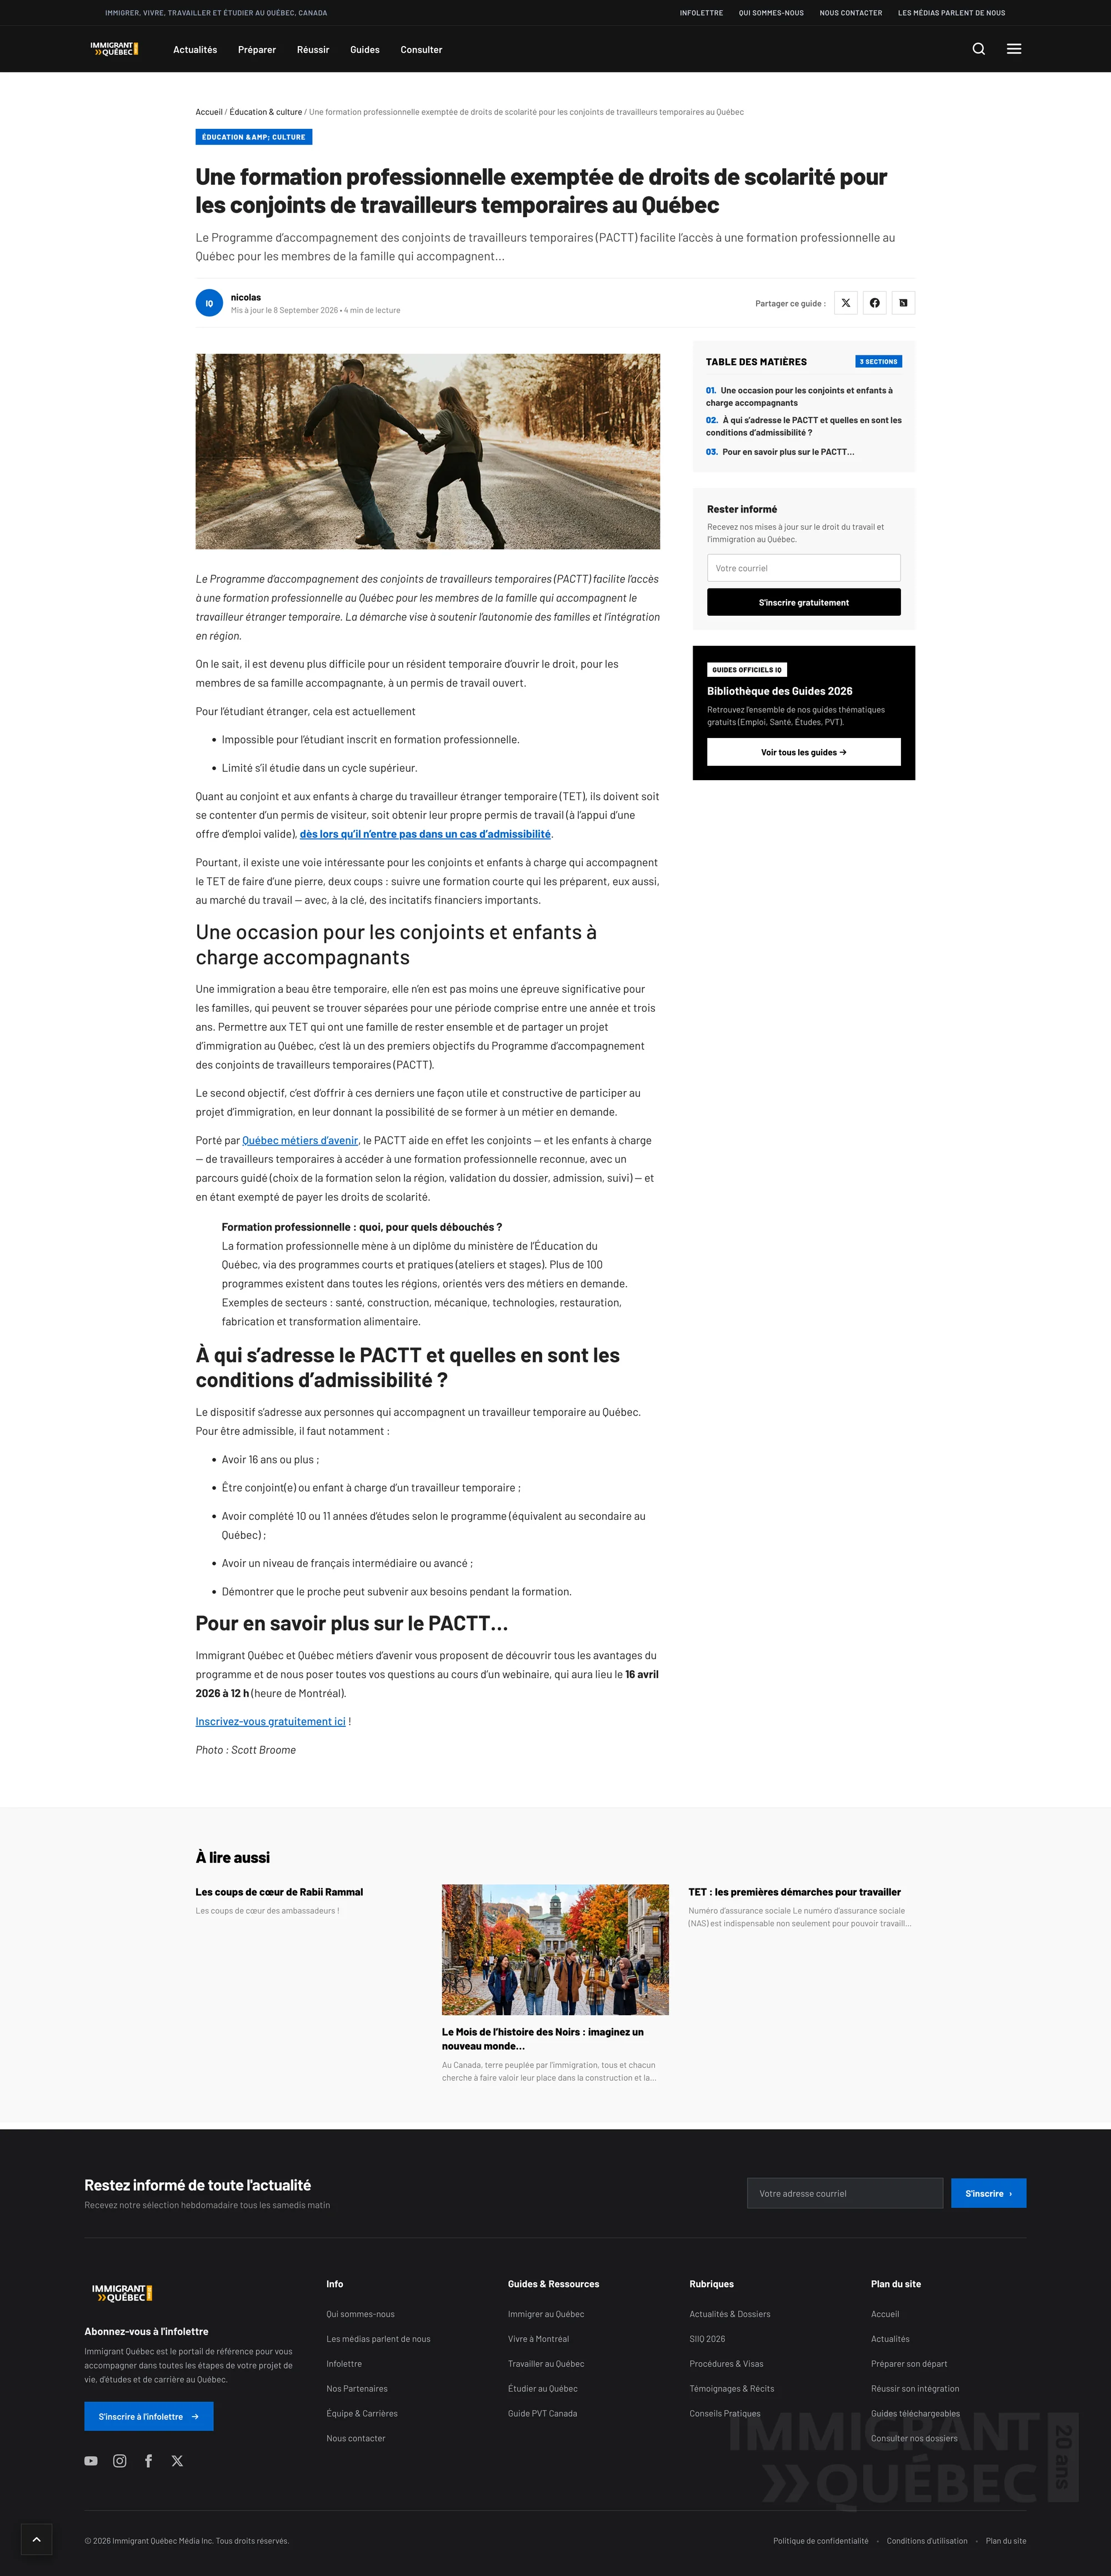 IMMIGRER, VIVRE, TRAVAILLER ET ÉTUDIER AU QUÉBEC, CANADA
INFOLETTRE QUI SOMMES-NOUS NOUS CONTACTER LES MÉDIAS PARLENT DE NOUS
IMMIGRANT
QUÉBEC
Actualités Préparer Réussir Guides Consulter
Accueil / Éducation & culture / Une formation professionnelle exemptée de droits de scolarité pour les conjoints de travailleurs temporaires au Québec
ÉDUCATION &AMP; CULTURE
Une formation professionnelle exemptée de droits de scolarité pour
les conjoints de travailleurs temporaires au Québec
Le Programme d'accompagnement des conjoints de travailleurs temporaires (PACTT) facilite l'accès à une formation professionnelle au
Québec pour les membres de la famille qui accompagnent...
IQ
nicolas
Mis à jour le 8 September 2026 • 4 min de lecture
Partager ce guide :
TABLE DES MATIÈRES
3 SECTIONS
01. Une occasion pour les conjoints et enfants à
charge accompagnants
02. À qui s'adresse le PACTT et quelles en sont les
conditions d'admissibilité ?
03. Pour en savoir plus sur le PACTT…
Rester informé
Recevez nos mises à jour sur le droit du travail et
l'immigration au Québec.
Votre courriel
S'inscrire gratuitement
GUIDES OFFICIELS IQ
Bibliothèque des Guides 2026
Retrouvez l'ensemble de nos guides thématiques
gratuits (Emploi, Santé, Études, PVT).
Voir tous les guides →
Le Programme d'accompagnement des conjoints de travailleurs temporaires (PACTT) facilite l'accès
à une formation professionnelle au Québec pour les membres de la famille qui accompagnent le
travailleur étranger temporaire. La démarche vise à soutenir l'autonomie des familles et l'intégration
en région.
On le sait, il est devenu plus difficile pour un résident temporaire d'ouvrir le droit, pour les
membres de sa famille accompagnante, à un permis de travail ouvert.
Pour l'étudiant étranger, cela est actuellement
• Impossible pour l'étudiant inscrit en formation professionnelle.
• Limité s'il étudie dans un cycle supérieur.
Quant au conjoint et aux enfants à charge du travailleur étranger temporaire (TET), ils doivent soit
se contenter d'un permis de visiteur, soit obtenir leur propre permis de travail (à l'appui d'une
offre d'emploi valide), dès lors qu'il n'entre pas dans un cas d'admissibilité.
Pourtant, il existe une voie intéressante pour les conjoints et enfants à charge qui accompagnent
le TET de faire d'une pierre, deux coups : suivre une formation courte qui les préparent, eux aussi,
au marché du travail — avec, à la clé, des incitatifs financiers importants.
Une occasion pour les conjoints et enfants à
charge accompagnants
Une immigration a beau être temporaire, elle n'en est pas moins une épreuve significative pour
les familles, qui peuvent se trouver séparées pour une période comprise entre une année et trois
ans. Permettre aux TET qui ont une famille de rester ensemble et de partager un projet
d'immigration au Québec, c'est là un des premiers objectifs du Programme d'accompagnement
des conjoints de travailleurs temporaires (PACTT).
Le second objectif, c'est d'offrir à ces derniers une façon utile et constructive de participer au
projet d'immigration, en leur donnant la possibilité de se former à un métier en demande.
Porté par Québec métiers d'avenir, le PACTT aide en effet les conjoints — et les enfants à charge
— de travailleurs temporaires à accéder à une formation professionnelle reconnue, avec un
parcours guidé (choix de la formation selon la région, validation du dossier, admission, suivi) — et
en étant exempté de payer les droits de scolarité.
Formation professionnelle : quoi, pour quels débouchés ?
La formation professionnelle mène à un diplôme du ministère de l'Éducation du
Québec, via des programmes courts et pratiques (ateliers et stages). Plus de 100
programmes existent dans toutes les régions, orientés vers des métiers en demande.
Exemples de secteurs : santé, construction, mécanique, technologies, restauration,
fabrication et transformation alimentaire.
À qui s'adresse le PACTT et quelles en sont les
conditions d'admissibilité ?
Le dispositif s'adresse aux personnes qui accompagnent un travailleur temporaire au Québec.
Pour être admissible, il faut notamment :
• Avoir 16 ans ou plus ;
• Être conjoint(e) ou enfant à charge d'un travailleur temporaire ;
• Avoir complété 10 ou 11 années d'études selon le programme (équivalent au secondaire au
Québec) ;
• Avoir un niveau de français intermédiaire ou avancé ;
• Démontrer que le proche peut subvenir aux besoins pendant la formation.
Pour en savoir plus sur le PACTT…
Immigrant Québec et Québec métiers d'avenir vous proposent de découvrir tous les avantages du
programme et de nous poser toutes vos questions au cours d'un webinaire, qui aura lieu le 16 avril
2026 à 12 h (heure de Montréal).
Inscrivez-vous gratuitement ici !
Photo : Scott Broome
À lire aussi
Les coups de cœur de Rabii Rammal
Les coups de cœur des ambassadeurs !
Le Mois de l'histoire des Noirs : imaginez un
nouveau monde…
Au Canada, terre peuplée par l'immigration, tous et chacun
cherche à faire valoir leur place dans la construction et la...
TET : les premières démarches pour travailler
Numéro d'assurance sociale Le numéro d'assurance sociale
(NAS) est indispensable non seulement pour pouvoir travaill...
Restez informé de toute l'actualité
Recevez notre sélection hebdomadaire tous les samedis matin
Votre adresse courriel
S'inscrire ›
IMMIGRANT
QUÉBEC
Abonnez-vous à l'infolettre
Immigrant Québec est le portail de référence pour vous
accompagner dans toutes les étapes de votre projet de
vie, d'études et de carrière au Québec.
S'inscrire à l'infolettre →
Info
Qui sommes-nous
Les médias parlent de nous
Infolettre
Nos Partenaires
Équipe & Carrières
Nous contacter
Guides & Ressources
Immigrer au Québec
Vivre à Montréal
Travailler au Québec
Étudier au Québec
Guide PVT Canada
Rubriques
Actualités & Dossiers
SIIQ 2026
Procédures & Visas
Témoignages & Récits
Conseils Pratiques
Plan du site
Accueil
Actualités
Préparer son départ
Réussir son intégration
Guides téléchargeables
Consulter nos dossiers
IMMIGRANT
QUÉBEC
20 ans
© 2026 Immigrant Québec Média Inc. Tous droits réservés.
Politique de confidentialité · Conditions d'utilisation · Plan du site